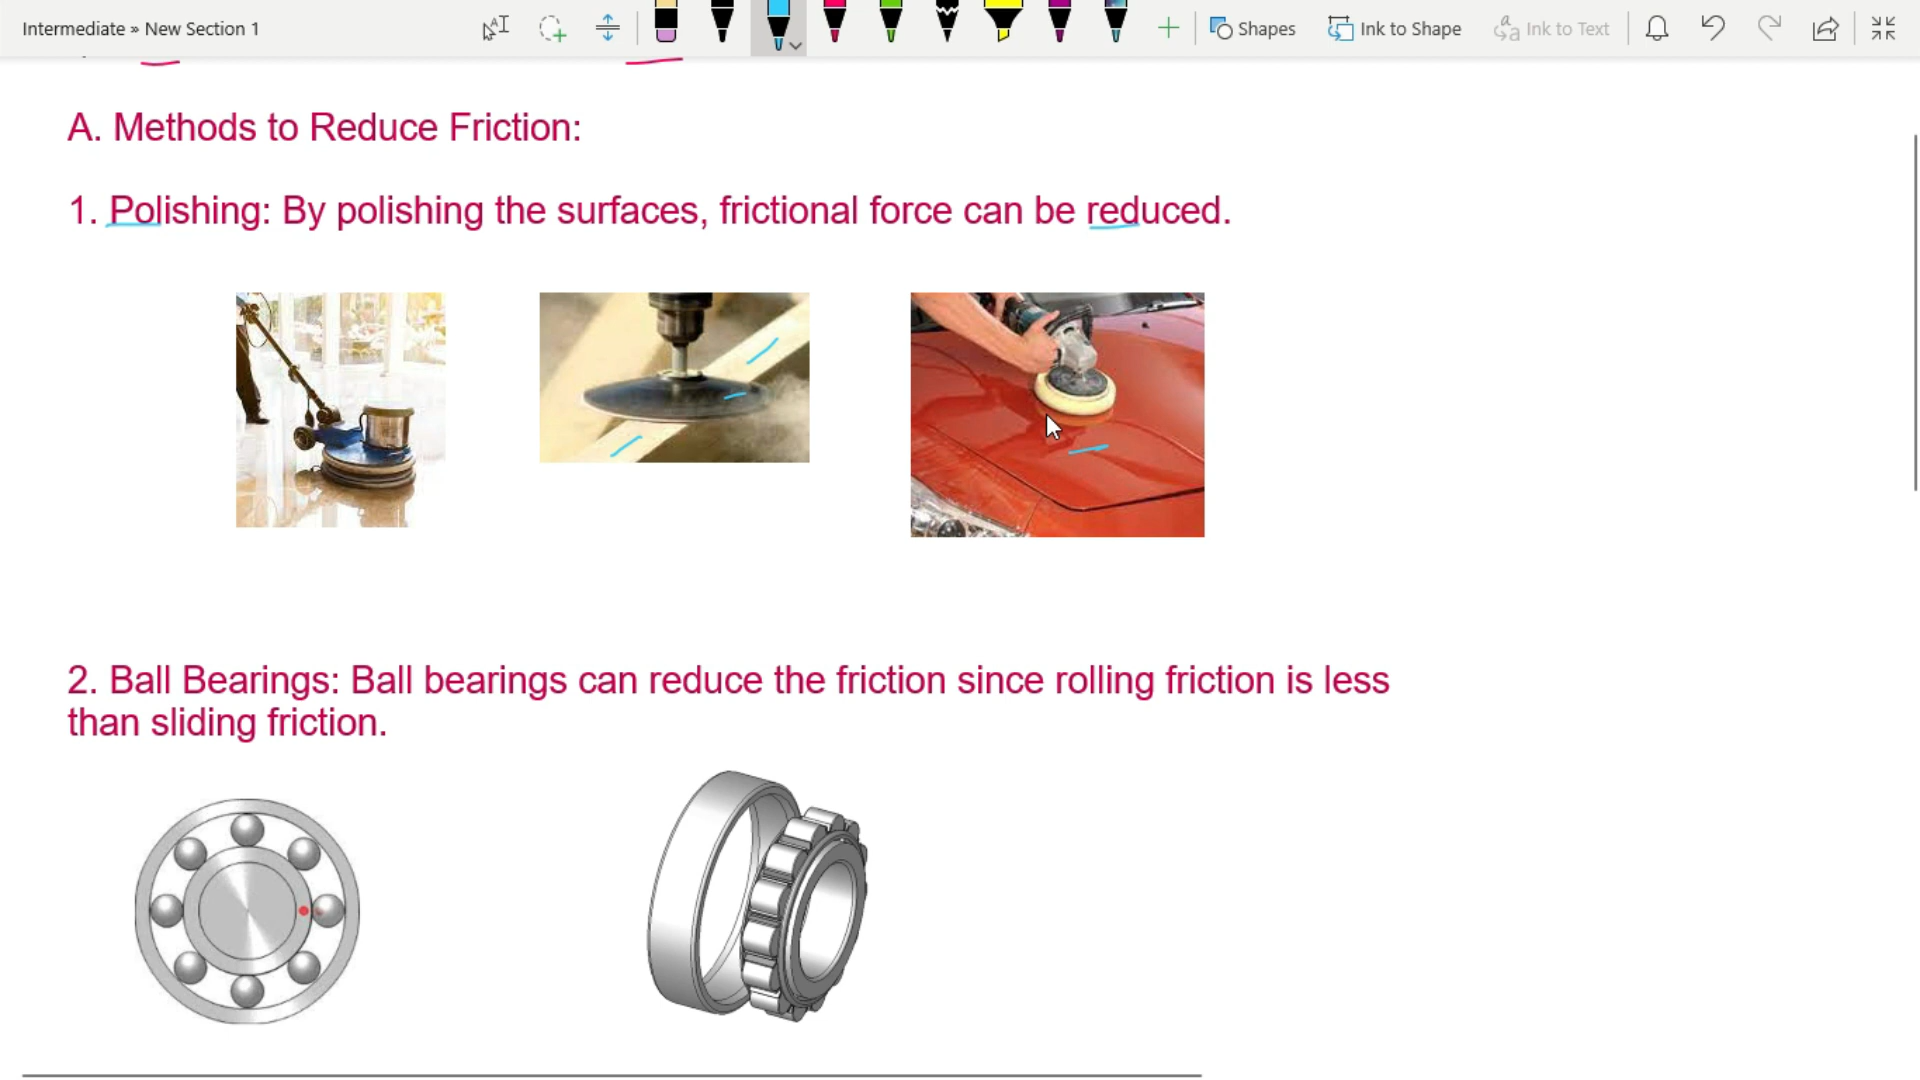 Intermediate » New Section 1
Shapes
Ink to Shape
Ink to Text
A. Methods to Reduce Friction:
1. Polishing: By polishing the surfaces, frictional force can be reduced.
2. Ball Bearings: Ball bearings can reduce the friction since rolling friction is less
than sliding friction.